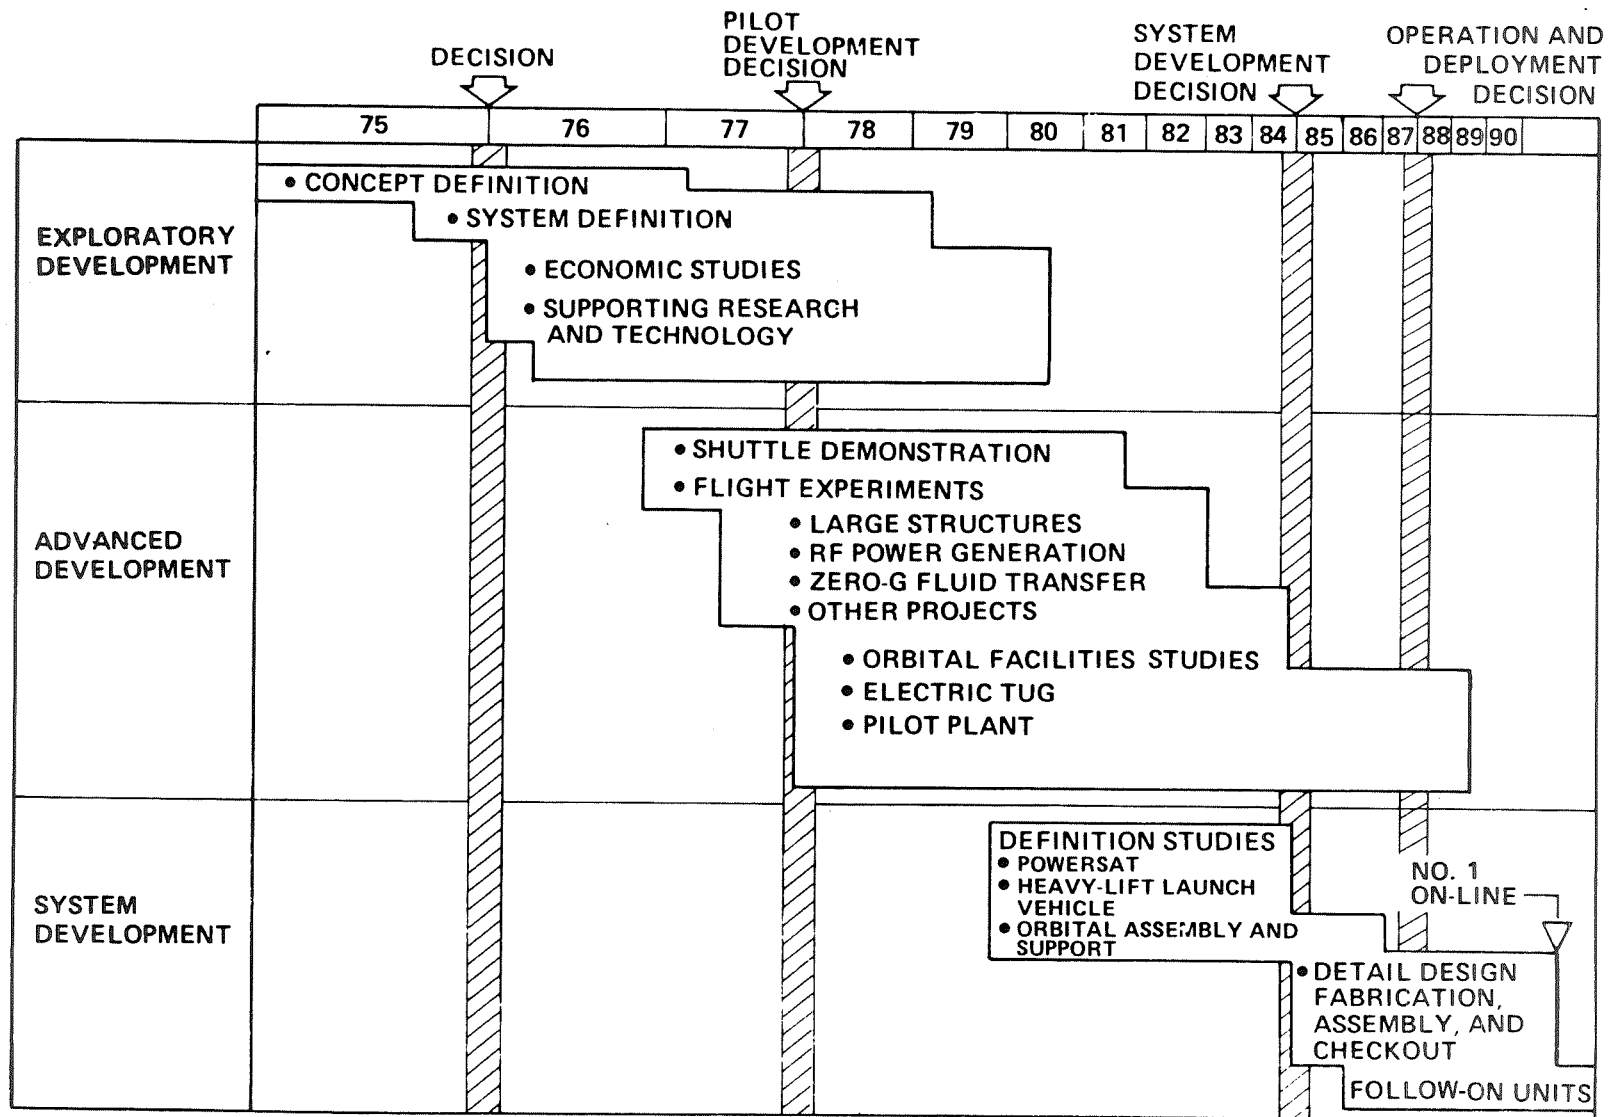 DECISION
PILOT
DEVELOPMENT
DECISION
SYSTEM
DEVELOPMENT
DECISION
OPERATION AND
DEPLOYMENT
DECISION
75 76 77 78 79 80 81 82 83 84 85 86 87 88 89 90
EXPLORATORY
DEVELOPMENT
• CONCEPT DEFINITION
• SYSTEM DEFINITION
• ECONOMIC STUDIES
• SUPPORTING RESEARCH
AND TECHNOLOGY
ADVANCED
DEVELOPMENT
• SHUTTLE DEMONSTRATION
• FLIGHT EXPERIMENTS
• LARGE STRUCTURES
• RF POWER GENERATION
• ZERO-G FLUID TRANSFER
• OTHER PROJECTS
• ORBITAL FACILITIES STUDIES
• ELECTRIC TUG
• PILOT PLANT
SYSTEM
DEVELOPMENT
DEFINITION STUDIES
• POWERSAT
• HEAVY-LIFT LAUNCH
VEHICLE
• ORBITAL ASSEMBLY AND
SUPPORT
NO. 1
ON-LINE
• DETAIL DESIGN
FABRICATION,
ASSEMBLY, AND
CHECKOUT
FOLLOW-ON UNITS